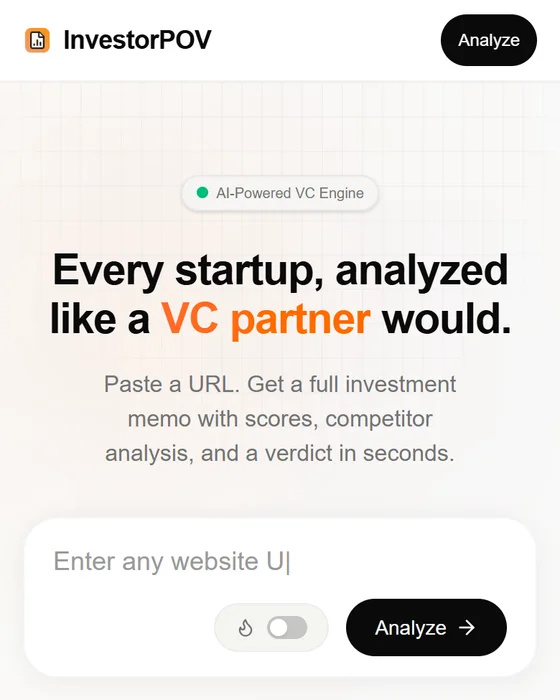 InvestorPOV
Analyze
AI-Powered VC Engine
Every startup, analyzed
like a VC partner would.
Paste a URL. Get a full investment
memo with scores, competitor
analysis, and a verdict in seconds.
Enter any website U|
Analyze →